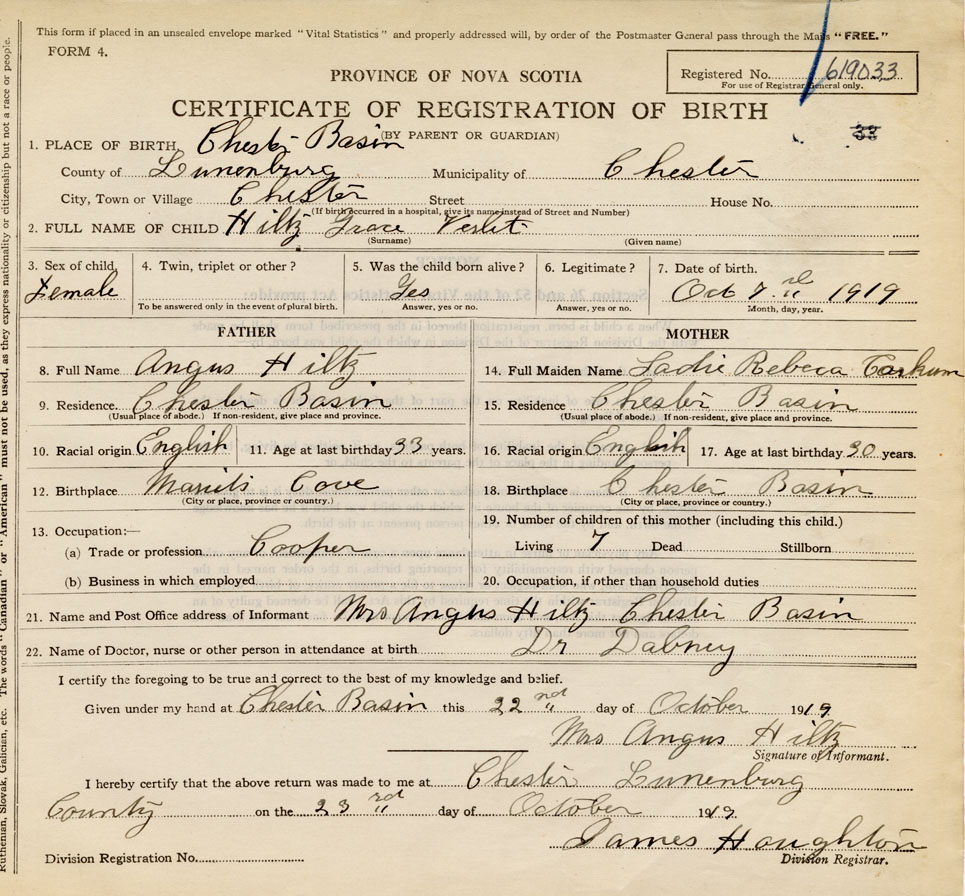 This form if placed in an unsealed envelope marked "Vital Statistics" and properly addressed will, by order of the Postmaster General pass through the Mails "FREE."
FORM 4.
Registered No. 619033
For use of Registrar General only.
PROVINCE OF NOVA SCOTIA
CERTIFICATE OF REGISTRATION OF BIRTH
(BY PARENT OR GUARDIAN)
33
1. PLACE OF BIRTH, Chester Basin
County of Lunenburg Municipality of Chester
City, Town or Village Chester Street House No.
(If birth occurred in a hospital, give its name instead of Street and Number)
2. FULL NAME OF CHILD Hiltz Grace
(Surname) (Given name)
3. Sex of child, 4. Twin, triplet or other? 5. Was the child born alive? 6. Legitimate? 7. Date of birth.
Female Yes Oct 7 1919
To be answered only in the event of plural birth. Answer, yes or no. Answer, yes or no. Month, day, year.
FATHER MOTHER
8. Full Name Angus Hiltz 14. Full Maiden Name Sadie Rebeca
9. Residence. Chester Basin 15. Residence Chester Basin
(Usual place of abode.) If non-resident, give place and province. (Usual place of abode.) If non-resident, give place and province.
10. Racial origin English 11. Age at last birthday 33 years. 16. Racial origin English 17. Age at last birthday 30 years.
12. Birthplace Cove 18. Birthplace Chester Basin
(City or place, province or country.) (City or place, province or country.)
13. Occupation:— 19. Number of children of this mother (including this child.)
(a) Trade or profession Cooper Living 7 Dead Stillborn
(b) Business in which employed 20. Occupation, if other than household duties
21. Name and Post Office address of Informant Mrs Angus Hiltz Chester Basin
22. Name of Doctor, nurse or other person in attendance at birth Dr Dabney
I certify the foregoing to be true and correct to the best of my knowledge and belief.
Given under my hand at Chester Basin this 22nd day of October 1919
Mrs Angus Hiltz
Signature of Informant.
I hereby certify that the above return was made to me at Chester Lunenburg
County on the 23rd day of October 1919.
James Houghton
Division Registrar.
Division Registration No.
Ruthenian, Slovak, Galician, etc. The words "Canadian" or "American" must not be used, as they express nationality or citizenship but not a race or people.